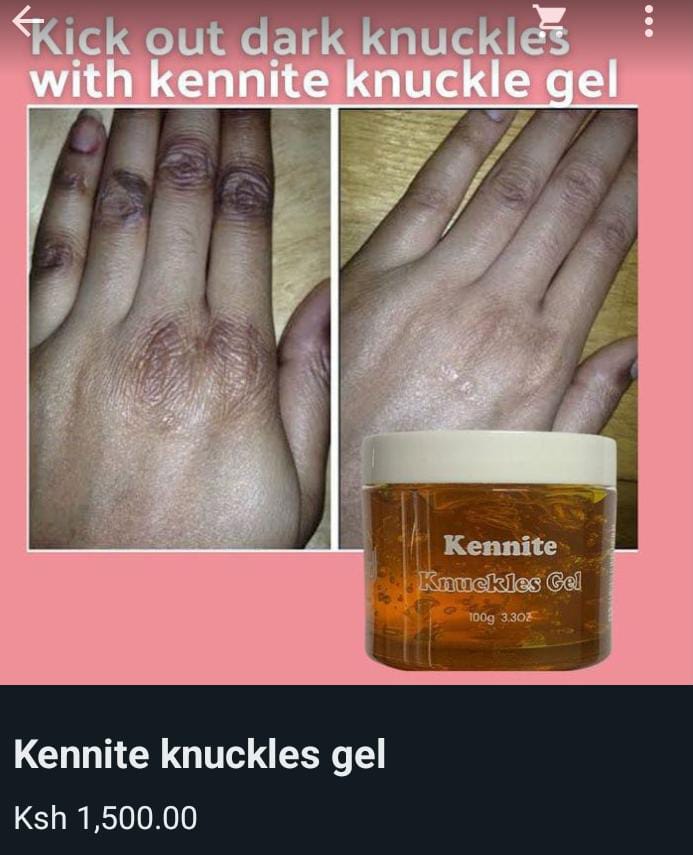 Kick out dark knuckles
with kennite knuckle gel
Kennite
Knuckles Gel
100g 3.3OZ
Kennite knuckles gel
Ksh 1,500.00